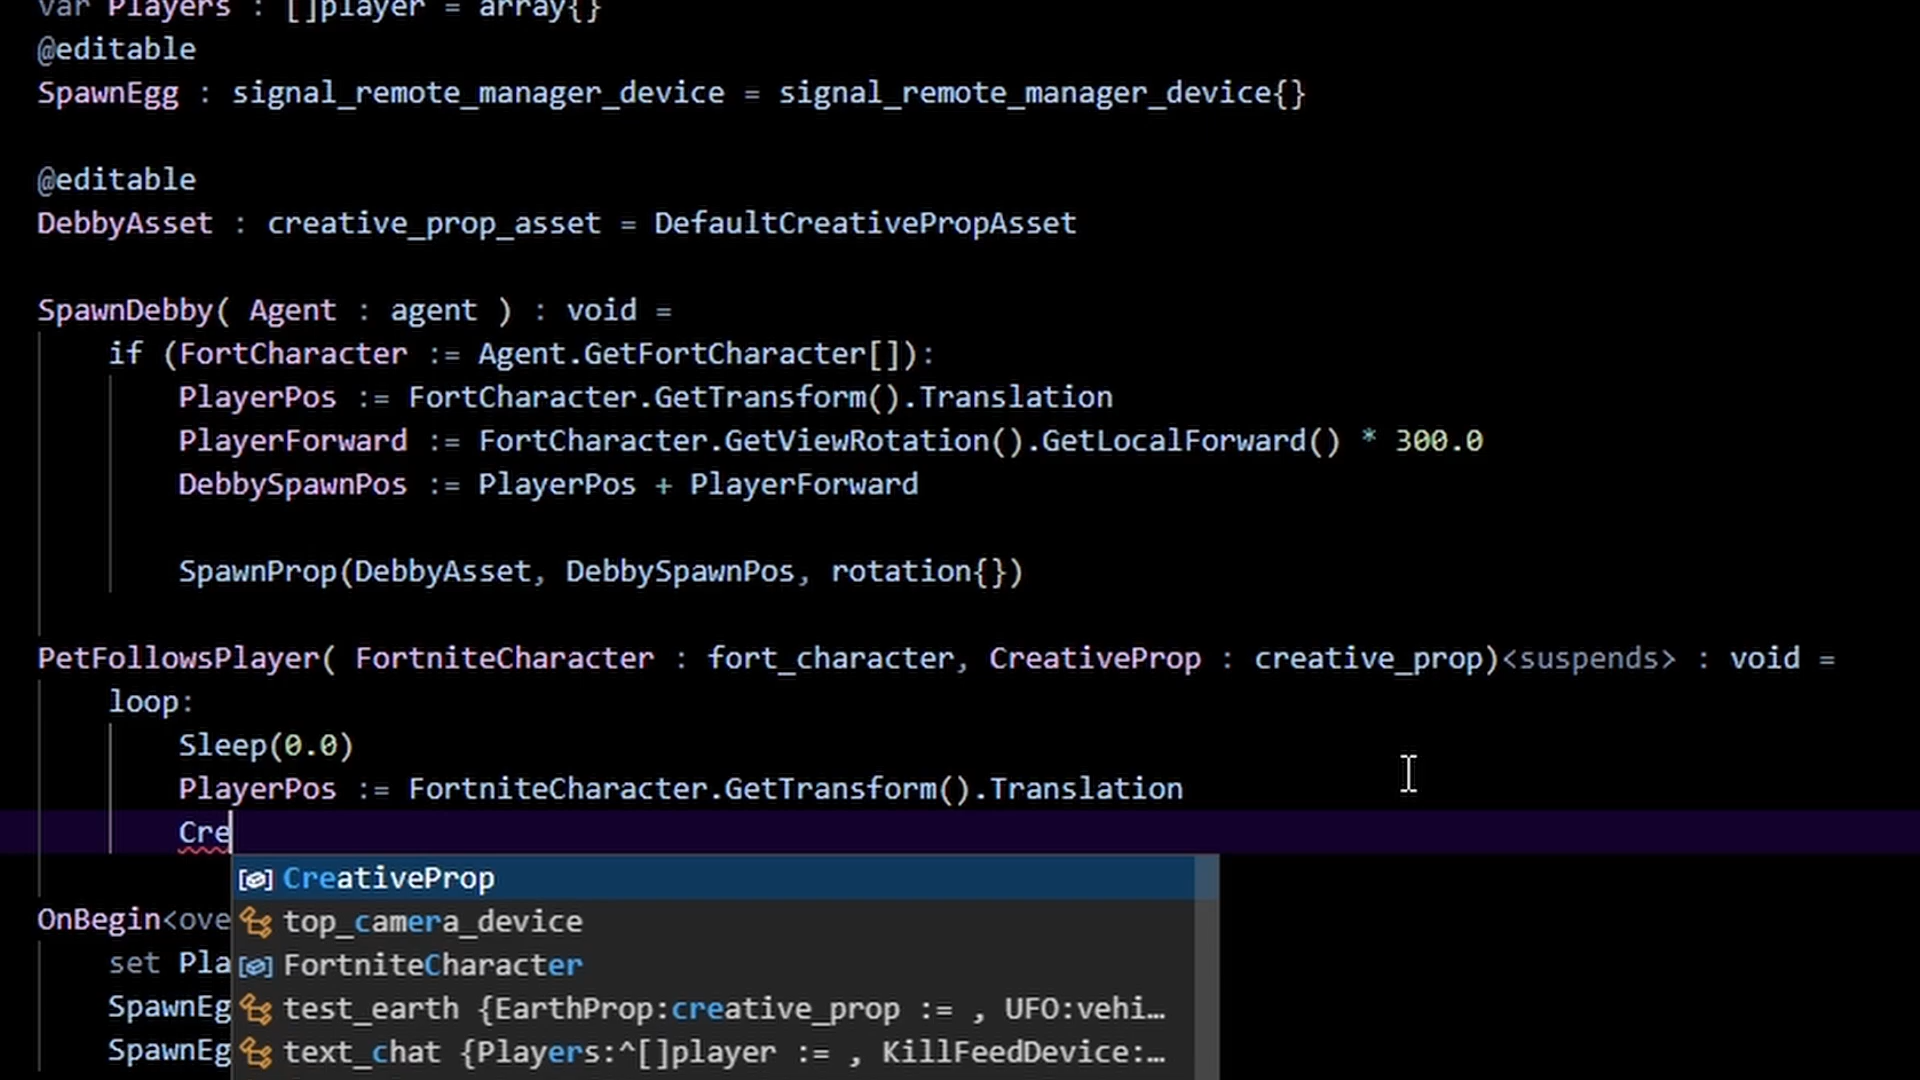 var Players : []player = array{}
@editable
SpawnEgg : signal_remote_manager_device = signal_remote_manager_device{}
@editable
DebbyAsset : creative_prop_asset = DefaultCreativePropAsset
SpawnDebby( Agent : agent ) : void =
if (FortCharacter := Agent.GetFortCharacter[]):
PlayerPos := FortCharacter.GetTransform().Translation
PlayerForward := FortCharacter.GetViewRotation().GetLocalForward() * 300.0
DebbySpawnPos := PlayerPos + PlayerForward
SpawnProp(DebbyAsset, DebbySpawnPos, rotation{})
PetFollowsPlayer( FortniteCharacter : fort_character, CreativeProp : creative_prop)<suspends> : void =
loop:
Sleep(0.0)
PlayerPos := FortniteCharacter.GetTransform().Translation
Cre
CreativeProp
top_camera_device
OnBegin<ove
FortniteCharacter
set Pla
test_earth {EarthProp:creative_prop := , UFO:vehi…
SpawnEg
text_chat {Players:^[]player := , KillFeedDevice:…
SpawnEg